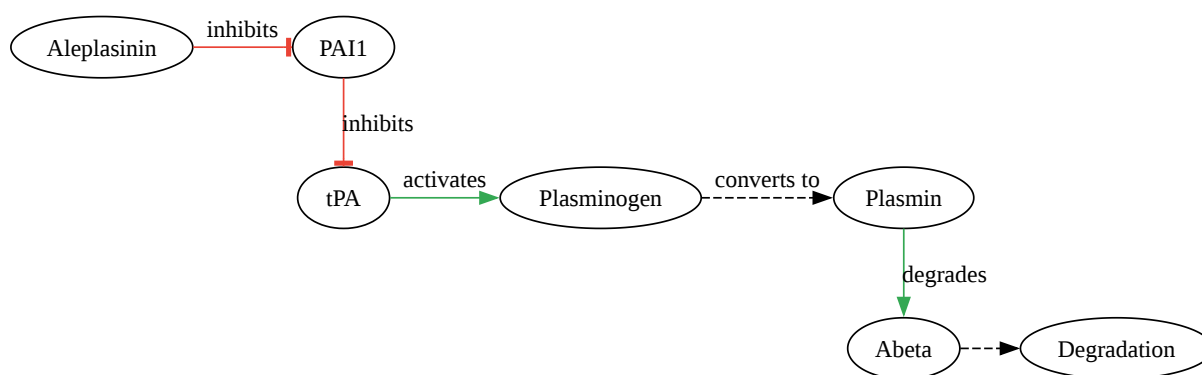 Aleplasinin
inhibits
PAI1
inhibits
tPA
activates
Plasminogen
converts to
Plasmin
degrades
Abeta
Degradation